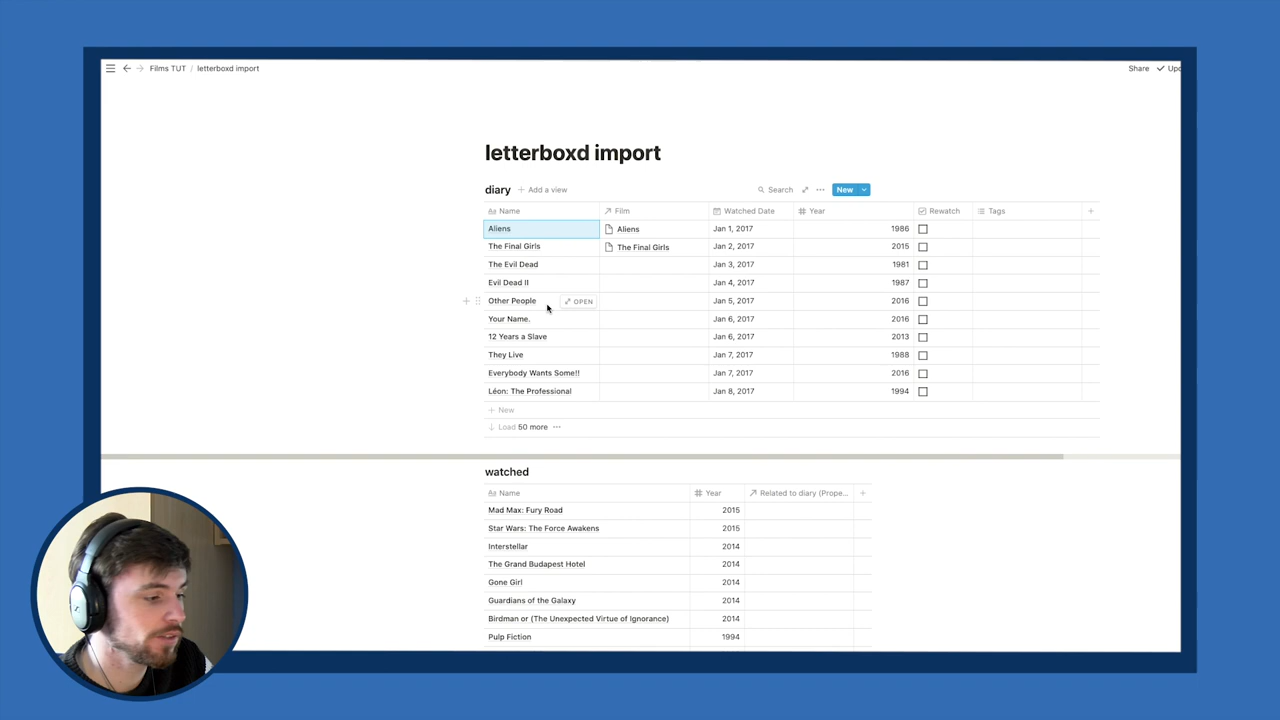 Films TUT / letterboxd import
Share Upd
letterboxd import
diary + Add a view Search New
Aa Name Film Watched Date Year Rewatch Tags
Aliens Aliens Jan 1, 2017 1986
The Final Girls The Final Girls Jan 2, 2017 2015
The Evil Dead Jan 3, 2017 1981
Evil Dead II Jan 4, 2017 1987
Other People OPEN Jan 5, 2017 2016
Your Name. Jan 6, 2017 2016
12 Years a Slave Jan 6, 2017 2013
They Live Jan 7, 2017 1988
Everybody Wants Some!! Jan 7, 2017 2016
Léon: The Professional Jan 8, 2017 1994
+ New
Load 50 more
watched
Aa Name # Year Related to diary (Prope...
Mad Max: Fury Road 2015
Star Wars: The Force Awakens 2015
Interstellar 2014
The Grand Budapest Hotel 2014
Gone Girl 2014
Guardians of the Galaxy 2014
Birdman or (The Unexpected Virtue of Ignorance) 2014
Pulp Fiction 1994